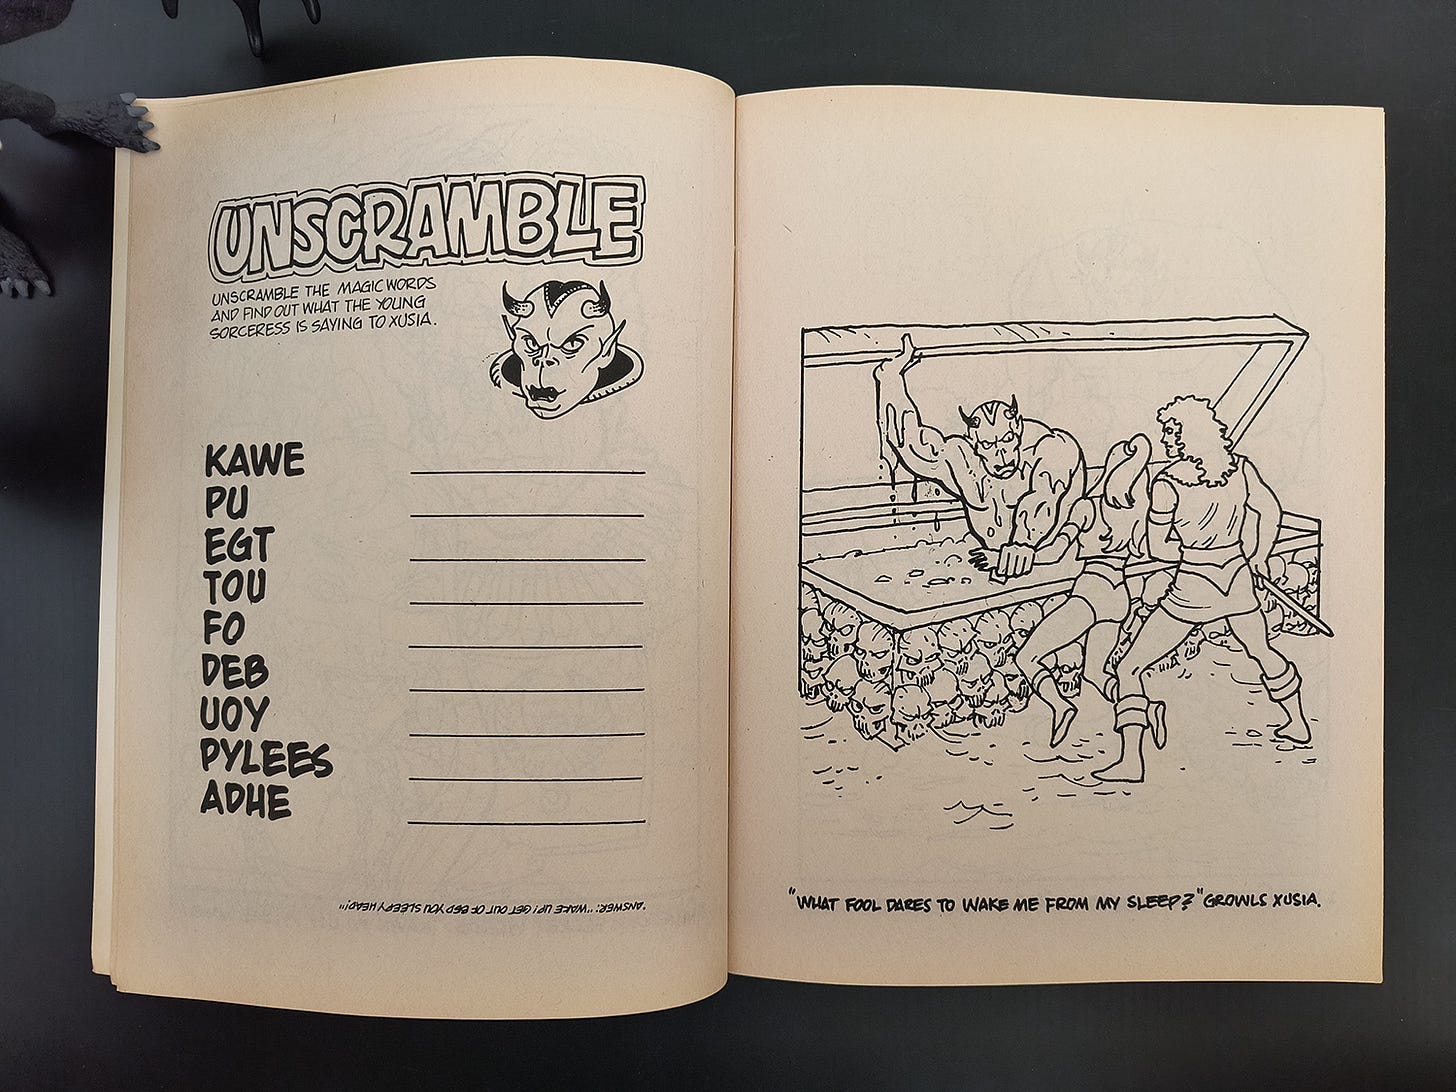 UNSCRAMBLE
UNSCRAMBLE THE MAGIC WORDS
AND FIND OUT WHAT THE YOUNG
SORCERESS IS SAYING TO XUSIA.
KAWE
PU
EGT
TOU
FO
DEB
UOY
PYLEES
ADHE
"ANSWER: "WAKE UP! GET OUT OF BED YOU SLEEPY HEAD!"
"WHAT FOOL DARES TO WAKE ME FROM MY SLEEP?" GROWLS XUSIA.